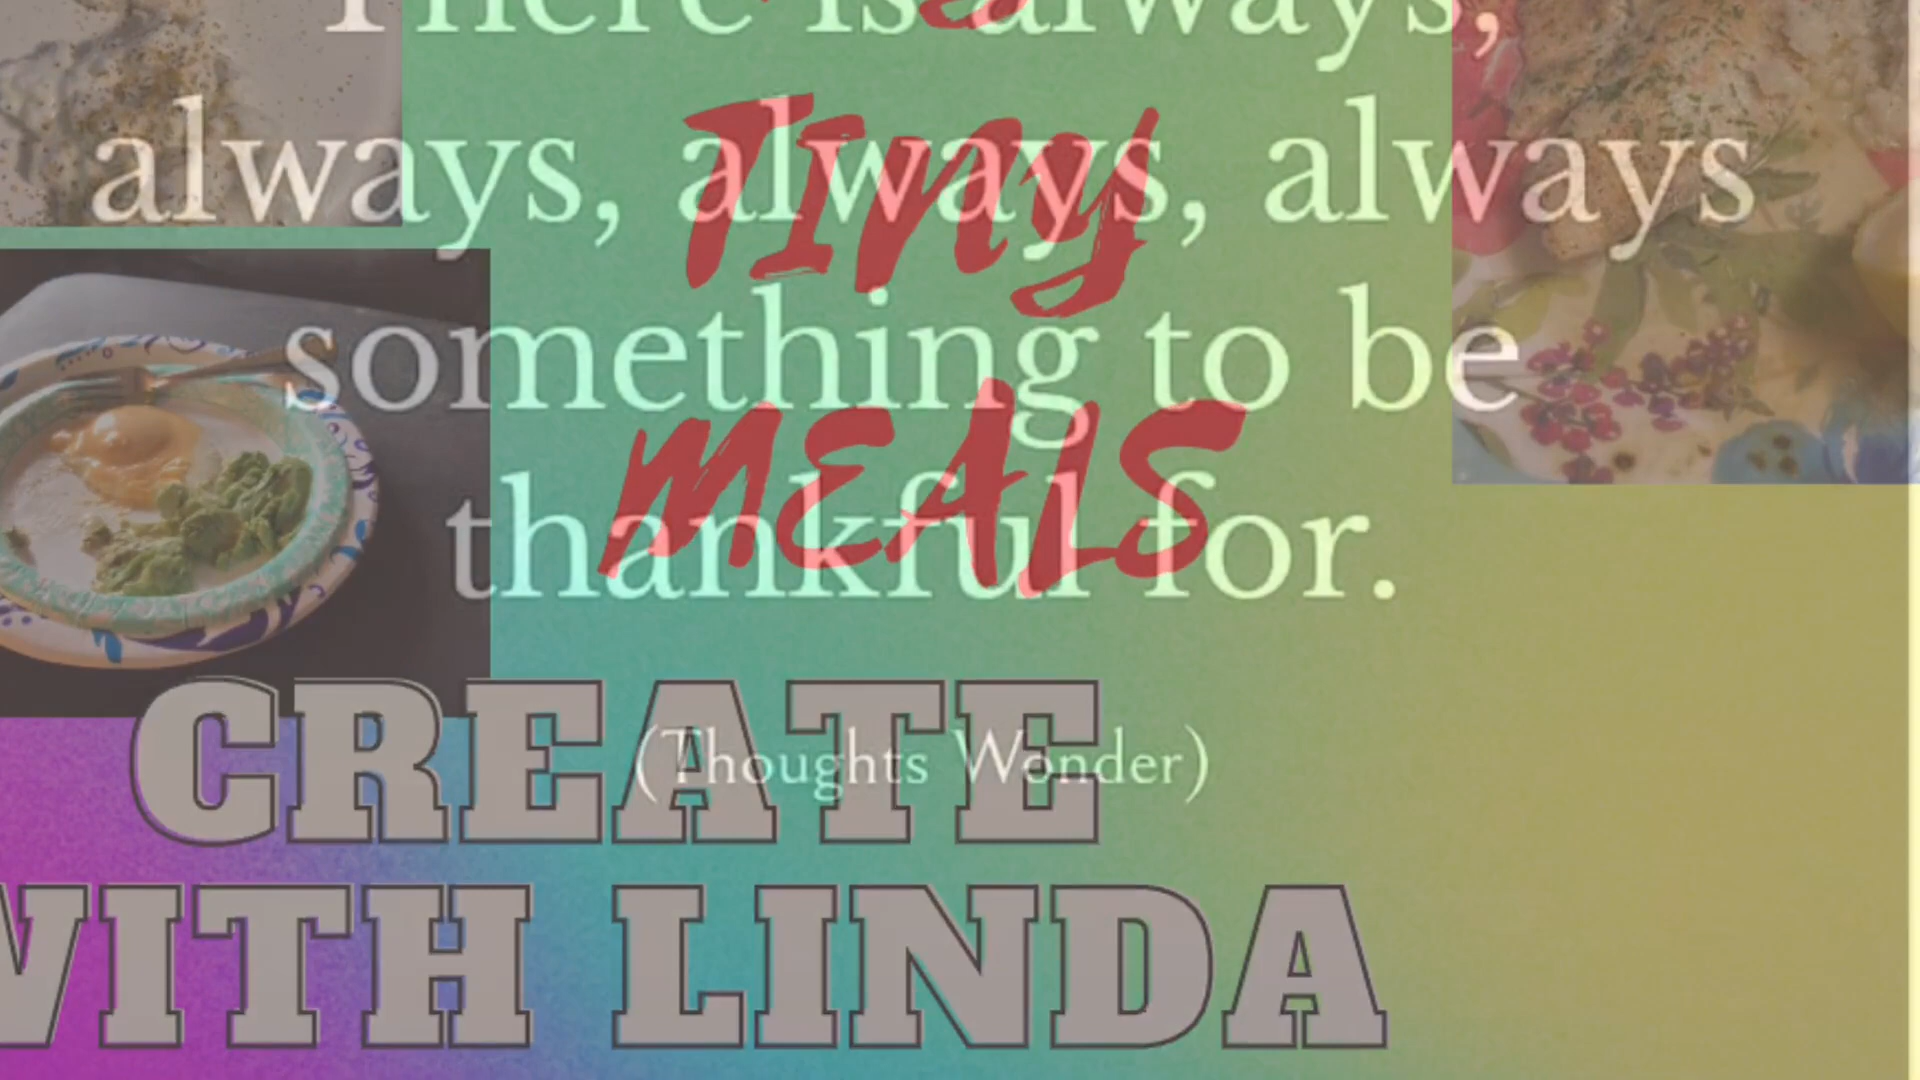 There is always,
always, always, always
something to be
thankful for.
(Thoughts Wonder)
Tiny
MEALS
CREATE
WITH LINDA